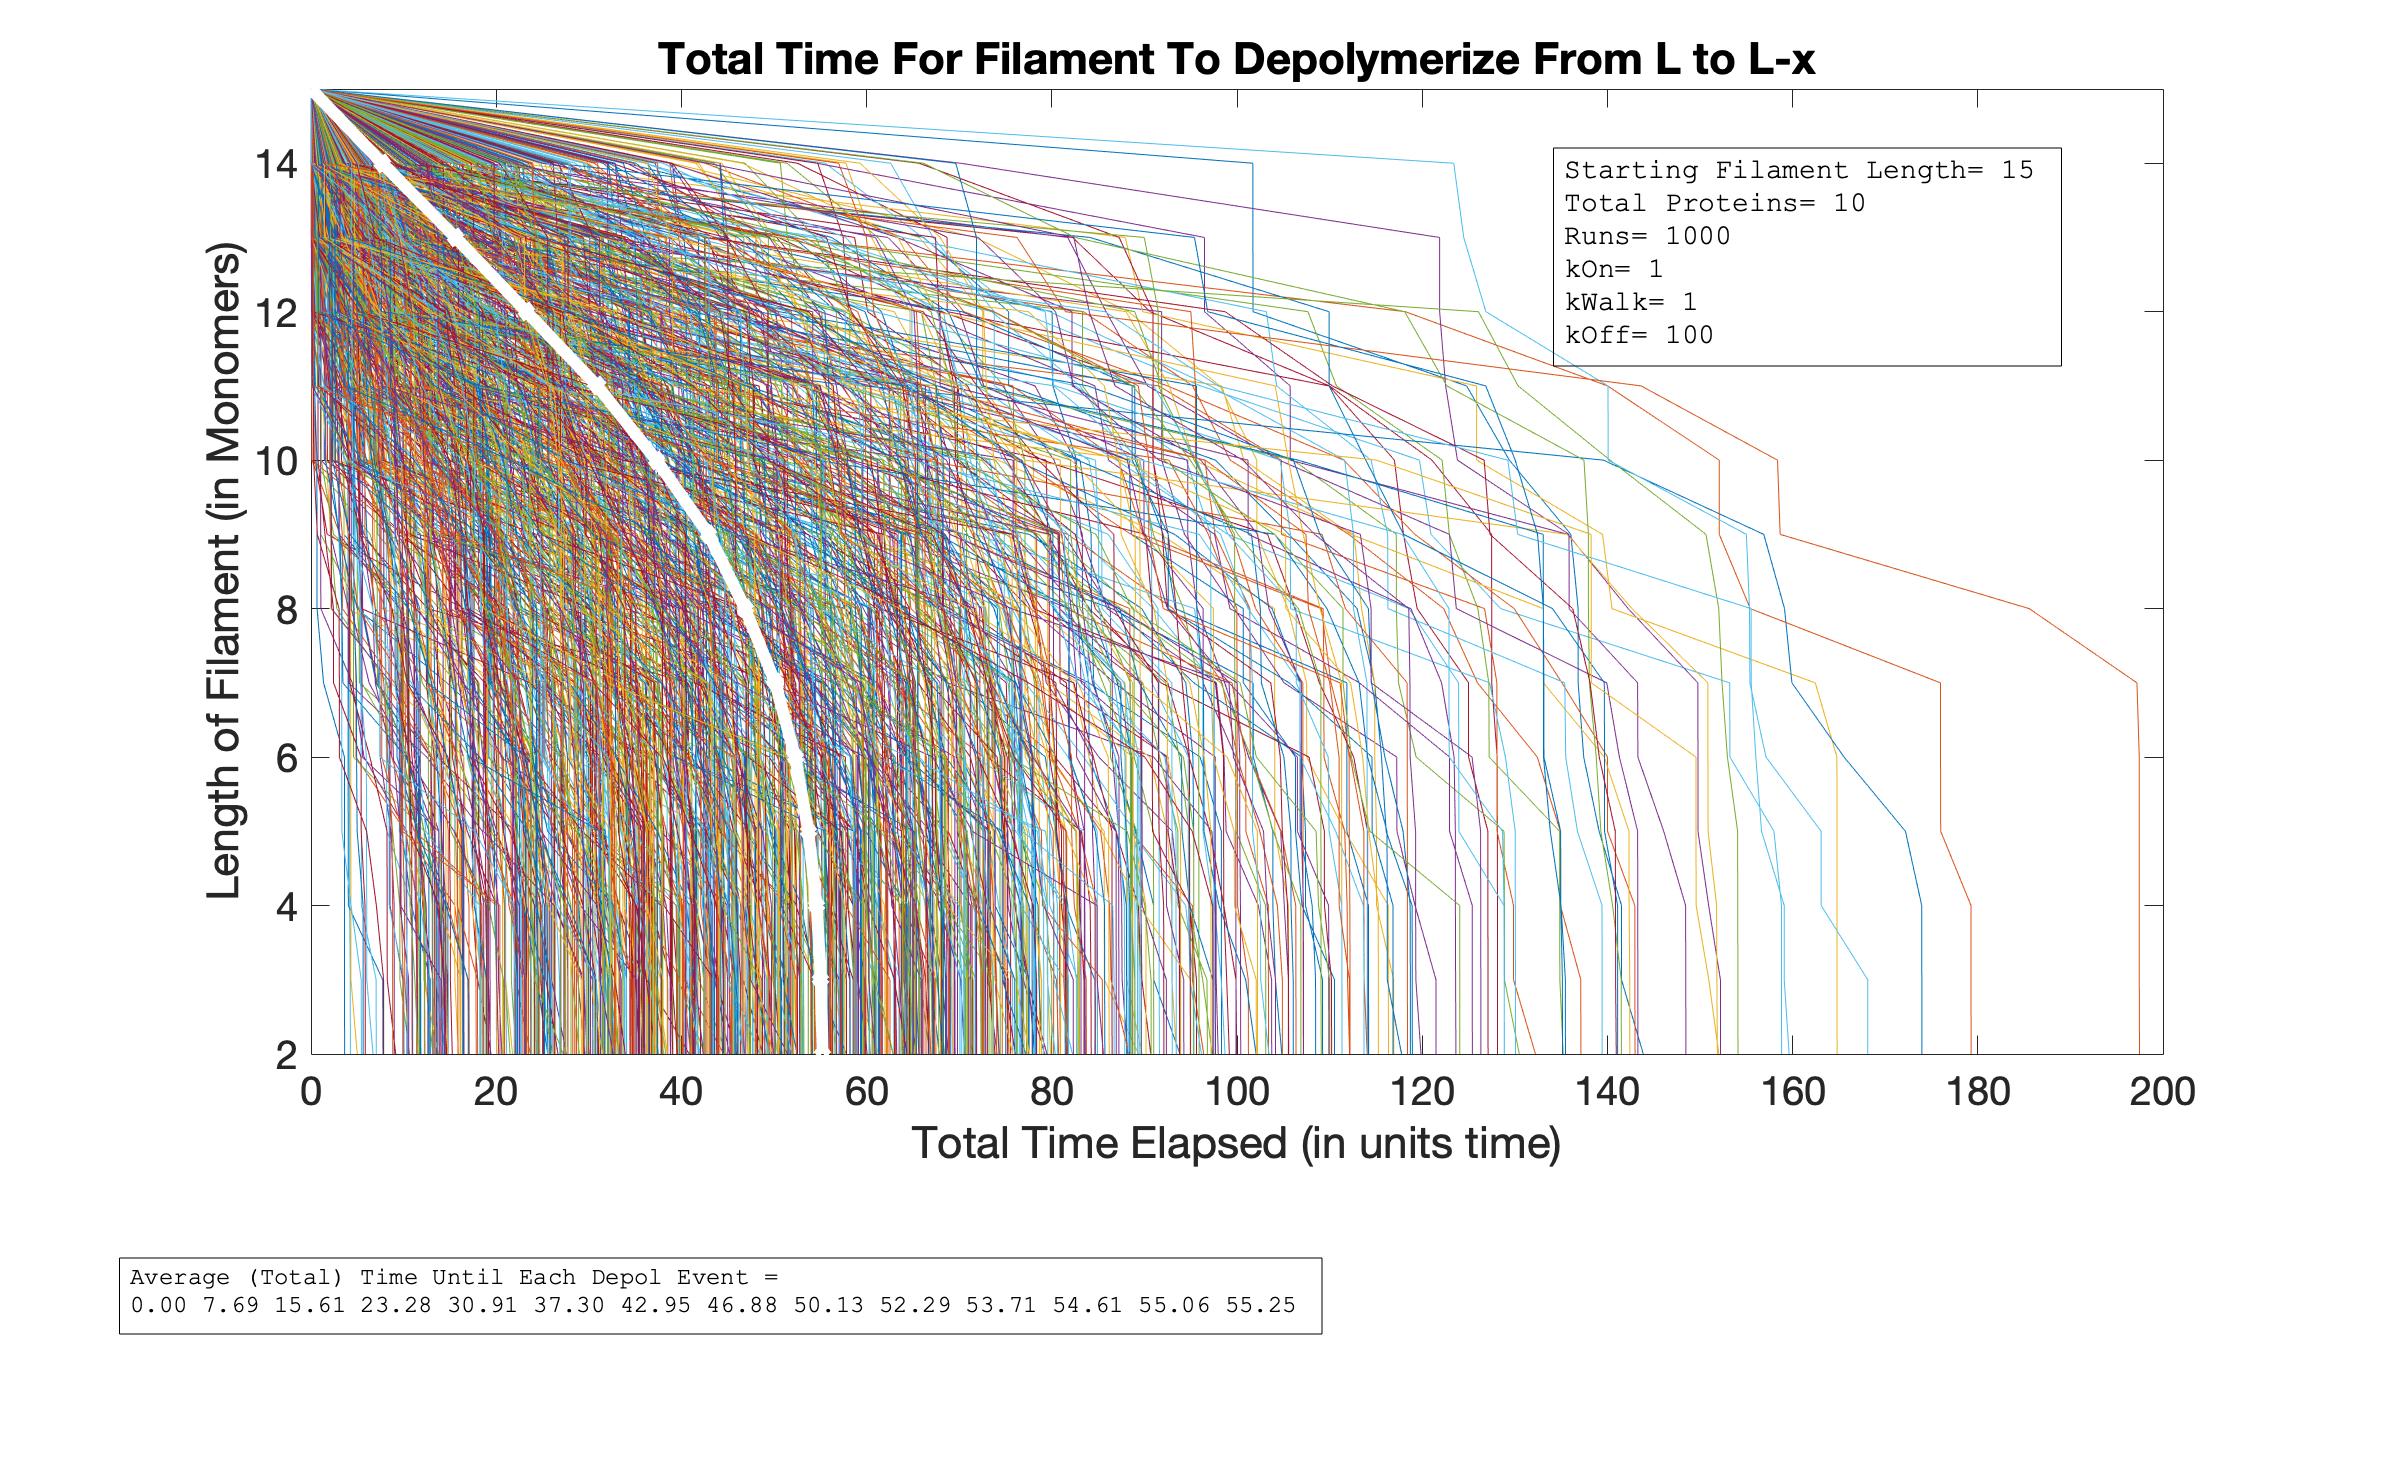 Total Time For Filament To Depolymerize From L to L-x
Starting Filament Length= 15
Total Proteins= 10
Runs= 1000
kOn= 1
kWalk= 1
kOff= 100
Length of Filament (in Monomers)
14
12
10
8
6
4
2
0 20 40 60 80 100 120 140 160 180 200
Total Time Elapsed (in units time)
Average (Total) Time Until Each Depol Event =
0.00 7.69 15.61 23.28 30.91 37.30 42.95 46.88 50.13 52.29 53.71 54.61 55.06 55.25